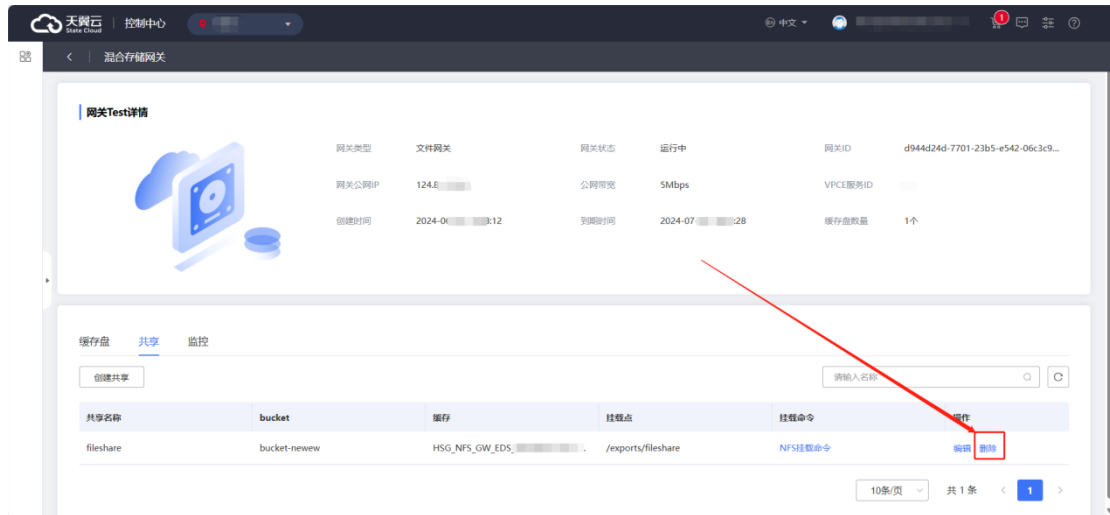 天翼云 State Cloud 控制中心 中文 1
混合存储网关
网关Test详情
网关类型 文件网关 网关状态 运行中 网关ID d944d24d-7701-23b5-e542-06c3c9...
网关公网IP 124.8 公网带宽 5Mbps VPCE服务ID
创建时间 2024-0 :12 到期时间 2024-07 :28 缓存盘数量 1个
缓存盘 共享 监控
创建共享 请输入名称
共享名称 bucket 缓存 挂载点 挂载命令 操作
fileshare bucket-newew HSG_NFS_GW_EDS_ . /exports/fileshare NFS挂载命令 编辑 删除
10条/页 共 1 条 1